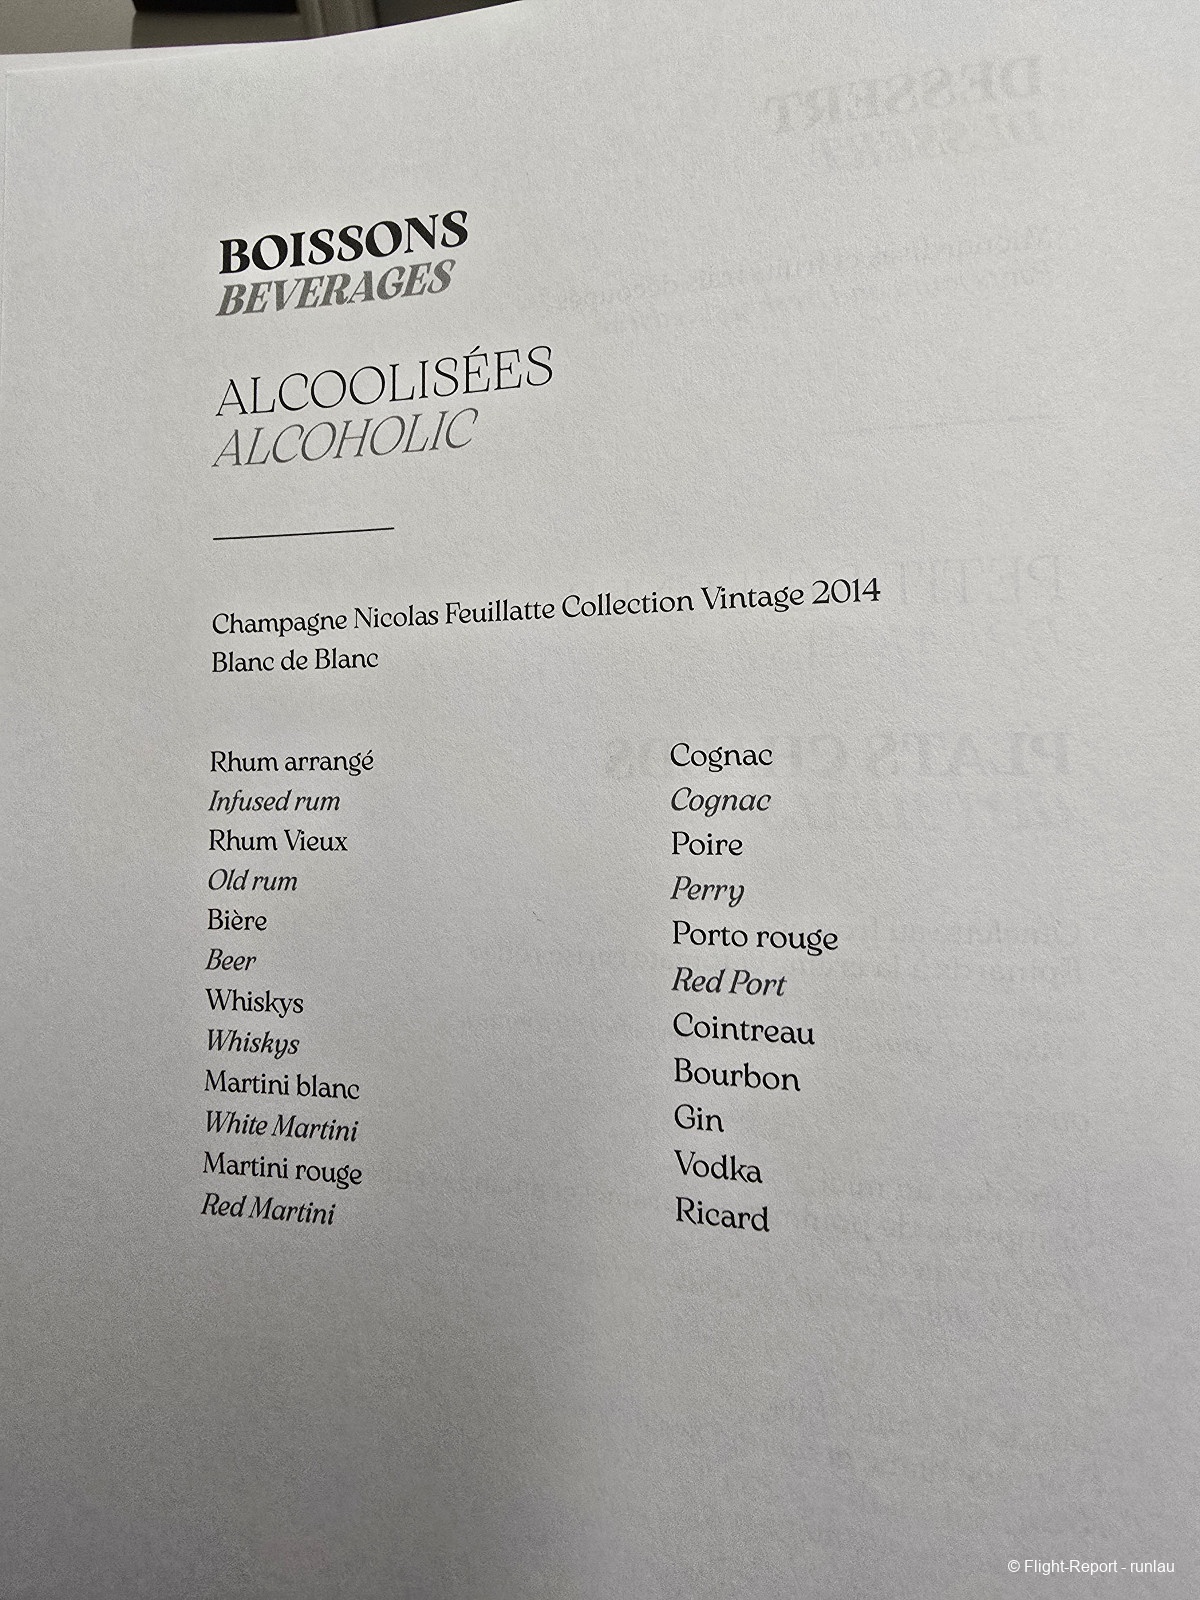 DESSERT
DESSERT
BOISSONS
BEVERAGES
ALCOOLISÉES
ALCOHOLIC
Champagne Nicolas Feuillatte Collection Vintage 2014
Blanc de Blanc
Rhum arrangé
Infused rum
Rhum Vieux
Old rum
Bière
Beer
Whiskys
Whiskys
Martini blanc
White Martini
Martini rouge
Red Martini
Cognac
Cognac
Poire
Perry
Porto rouge
Red Port
Cointreau
Bourbon
Gin
Vodka
Ricard
© Flight-Report - runlau